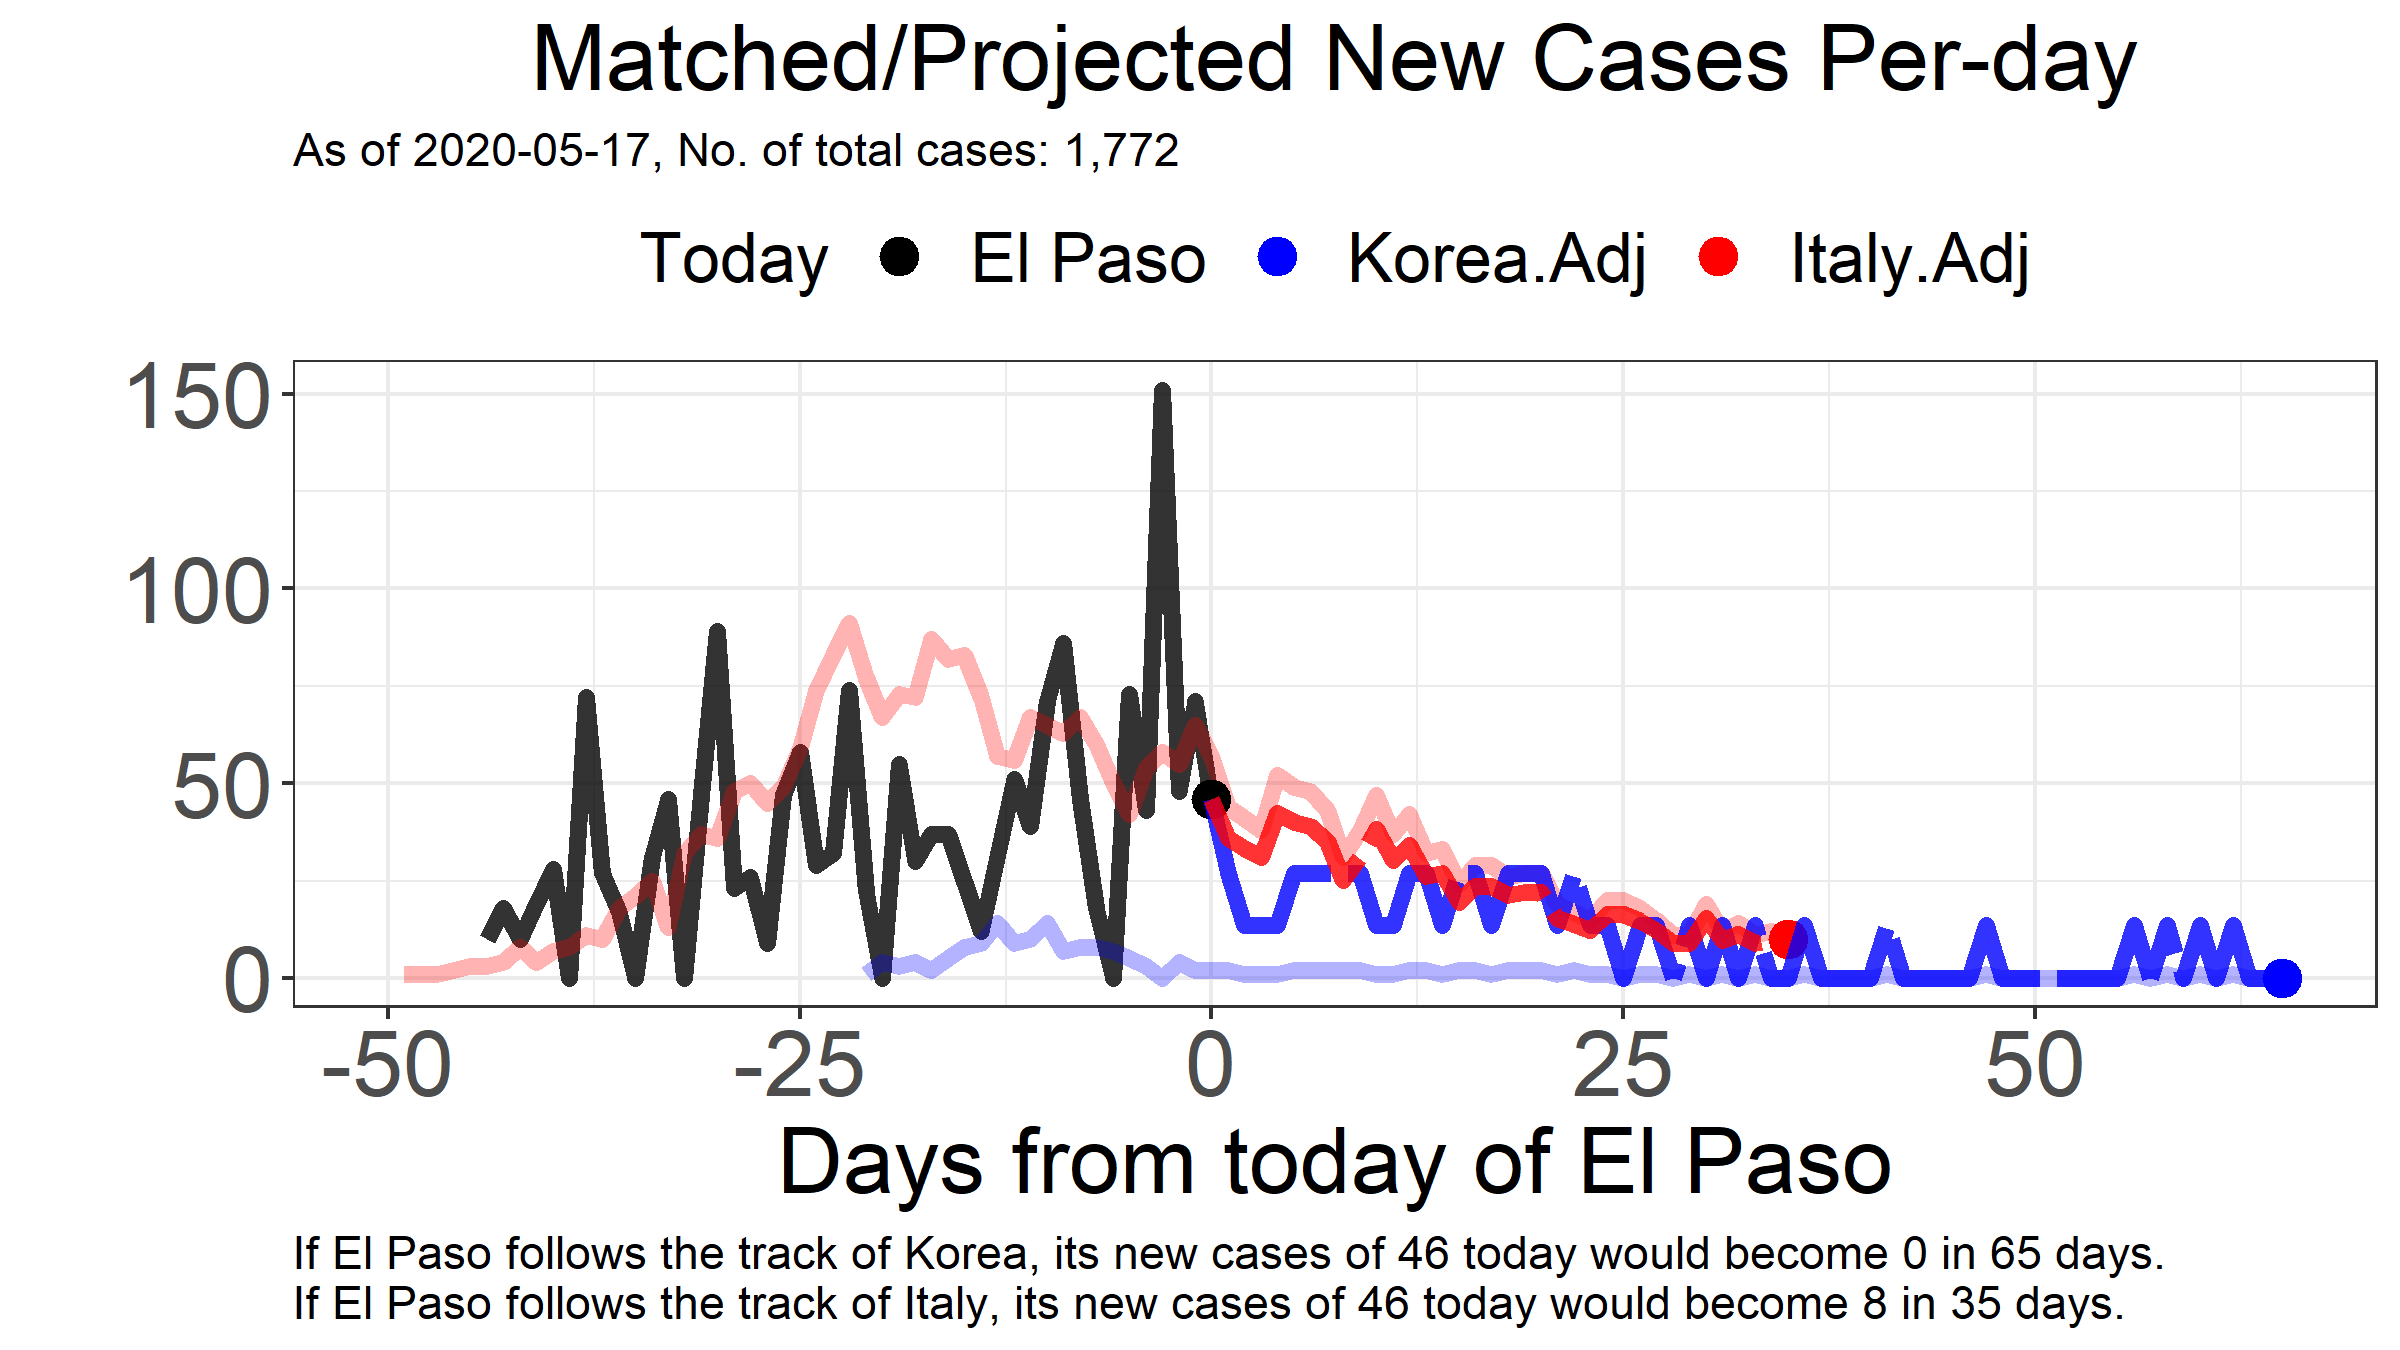 Matched/Projected New Cases Per-day
As of 2020-05-17, No. of total cases: 1,772
Today El Paso Korea.Adj Italy.Adj
150
100
50
0
-50 -25 0 25 50
Days from today of El Paso
If El Paso follows the track of Korea, its new cases of 46 today would become 0 in 65 days.
If El Paso follows the track of Italy, its new cases of 46 today would become 8 in 35 days.